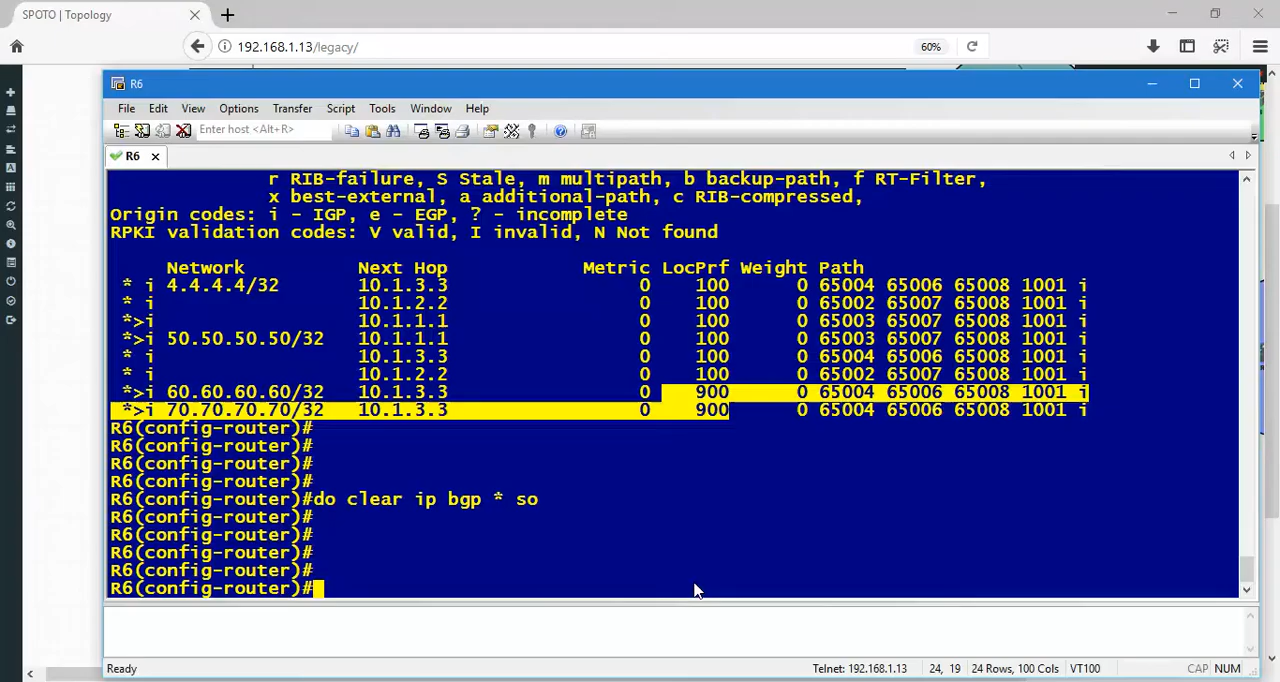 SPOTO | Topology
192.168.1.13/legacy/
60%
R6
File Edit View Options Transfer Script Tools Window Help
Enter host <Alt+R>
R6
r RIB-failure, S Stale, m multipath, b backup-path, f RT-Filter,
x best-external, a additional-path, c RIB-compressed,
Origin codes: i - IGP, e - EGP, ? - incomplete
RPKI validation codes: V valid, I invalid, N Not found
Network Next Hop Metric LocPrf Weight Path
* i 4.4.4.4/32 10.1.3.3 0 100 0 65004 65006 65008 1001 i
* i 10.1.2.2 0 100 0 65002 65007 65008 1001 i
*>i 10.1.1.1 0 100 0 65003 65007 65008 1001 i
*>i 50.50.50.50/32 10.1.1.1 0 100 0 65003 65007 65008 1001 i
* i 10.1.3.3 0 100 0 65004 65006 65008 1001 i
* i 10.1.2.2 0 100 0 65002 65007 65008 1001 i
*>i 60.60.60.60/32 10.1.3.3 0 900 0 65004 65006 65008 1001 i
*>i 70.70.70.70/32 10.1.3.3 0 900 0 65004 65006 65008 1001 i
R6(config-router)#
R6(config-router)#
R6(config-router)#
R6(config-router)#
R6(config-router)#do clear ip bgp * so
R6(config-router)#
R6(config-router)#
R6(config-router)#
R6(config-router)#
R6(config-router)#
Ready Telnet: 192.168.1.13 24, 19 24 Rows, 100 Cols VT100 CAP NUM